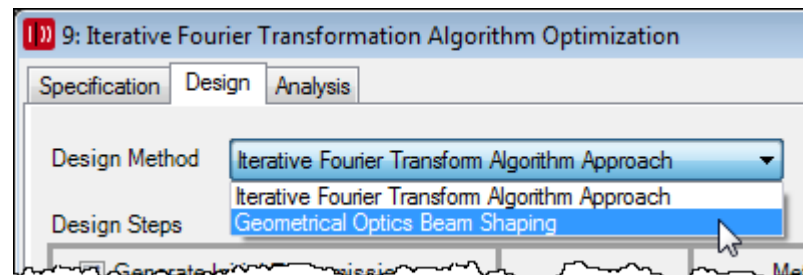 9: Iterative Fourier Transformation Algorithm Optimization
Specification Design Analysis
Design Method Iterative Fourier Transform Algorithm Approach
Iterative Fourier Transform Algorithm Approach
Design Steps Geometrical Optics Beam Shaping
Generate